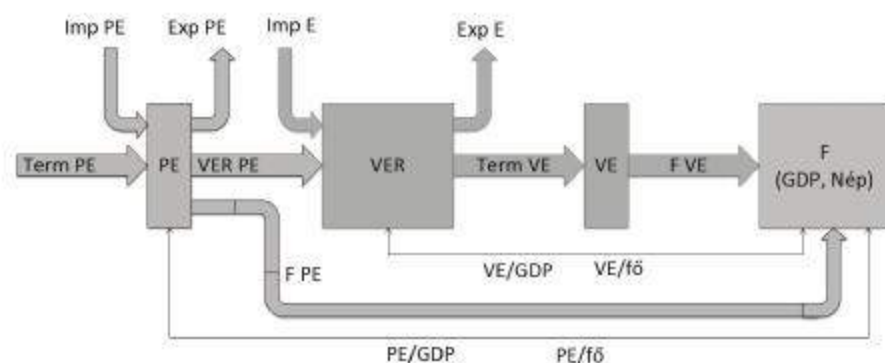 Imp PE
Exp PE
Imp E
Exp E
Term PE
PE
VER PE
VER
Term VE
VE
F VE
F
(GDP, Nép)
F PE
VE/GDP
VE/fő
PE/GDP
PE/fő